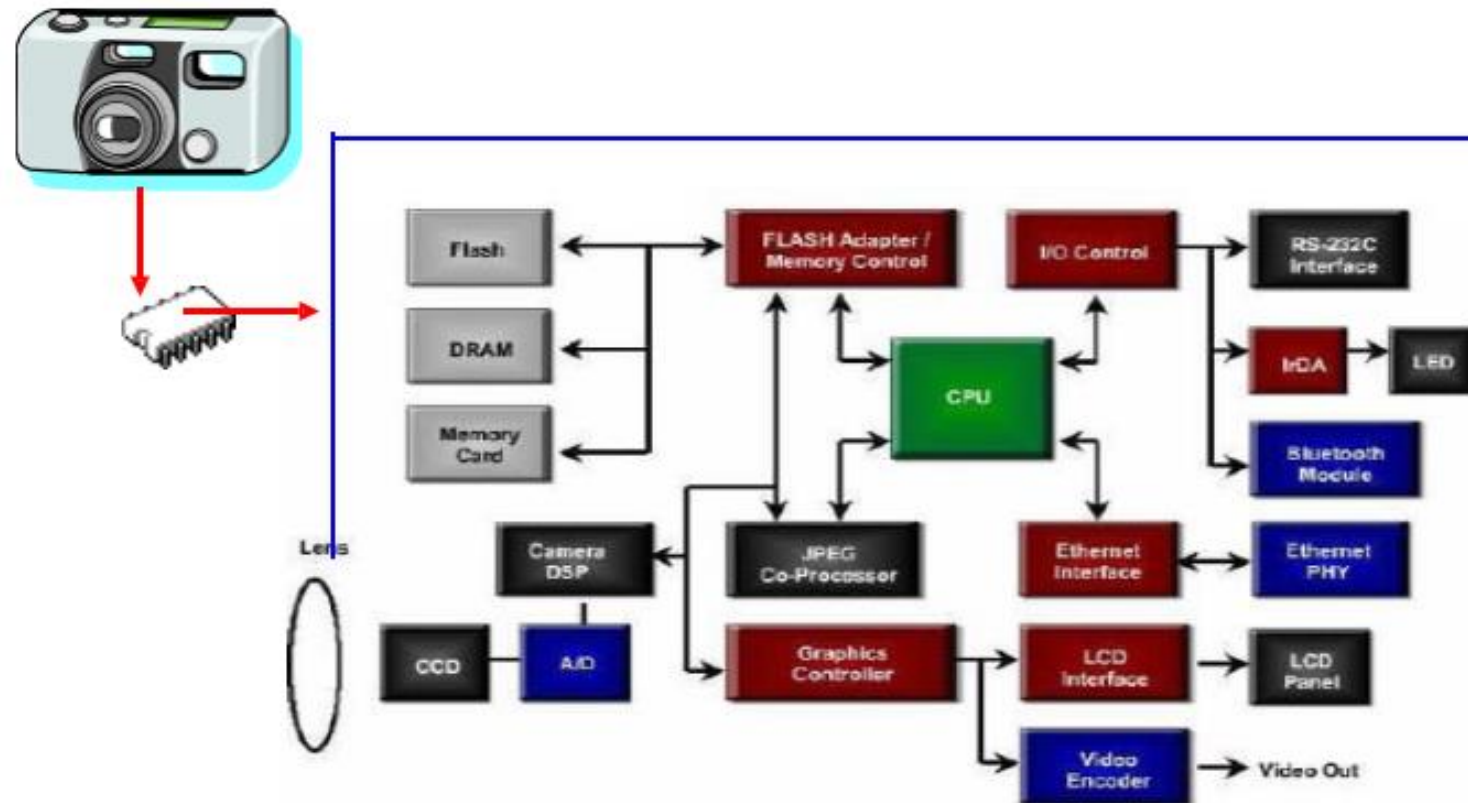 Flash
FLASH Adapter /
Memory Control
I/O Control
RS-232C
Interface
DRAM
CPU
IrDA
LED
Memory
Card
Bluetooth
Module
Lens
Camera
DSP
JPEG
Co-Processor
Ethernet
Interface
Ethernet
PHY
CCD
A/D
Graphics
Controller
LCD
Interface
LCD
Panel
Video
Encoder
Video Out